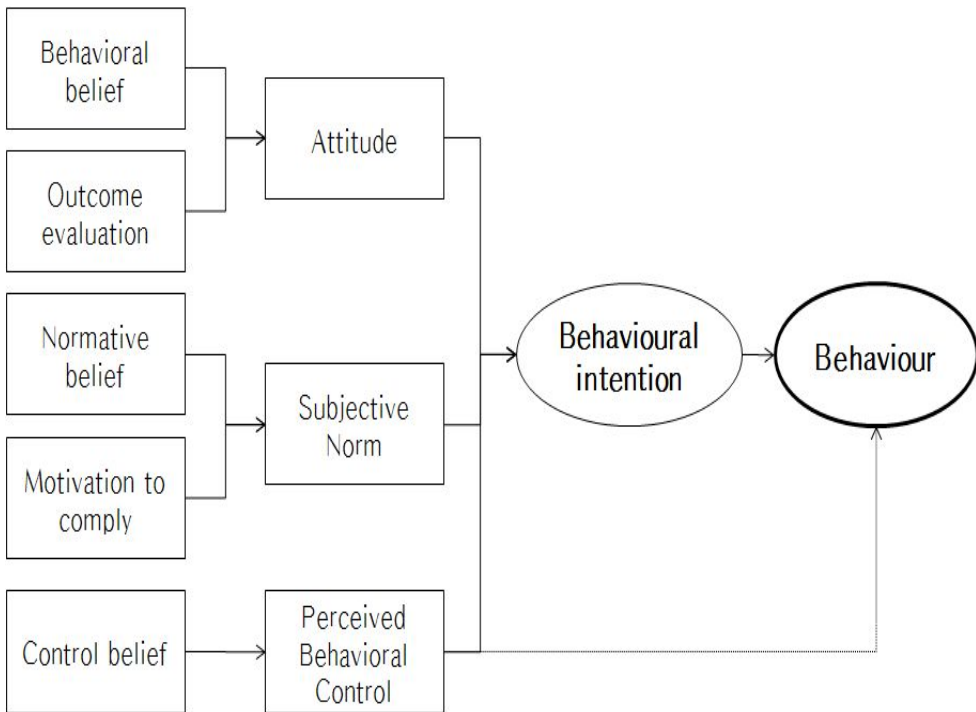 Behavioral
belief
Outcome
evaluation
Attitude
Normative
belief
Motivation to
comply
Subjective
Norm
Control belief
Perceived
Behavioral
Control
Behavioural
intention
Behaviour